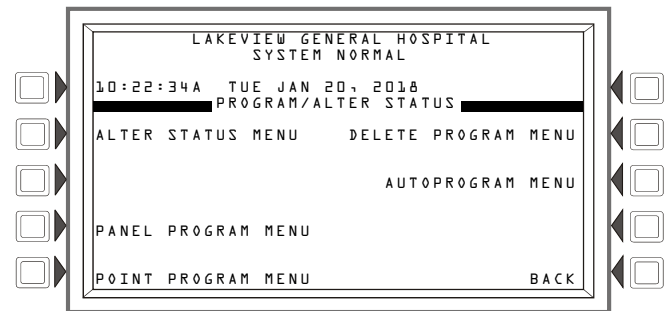 LAKEVIEW GENERAL HOSPITAL
SYSTEM NORMAL
10:22:34A TUE JAN 20, 2018
PROGRAM/ALTER STATUS
ALTER STATUS MENU DELETE PROGRAM MENU
AUTOPROGRAM MENU
PANEL PROGRAM MENU
POINT PROGRAM MENU BACK